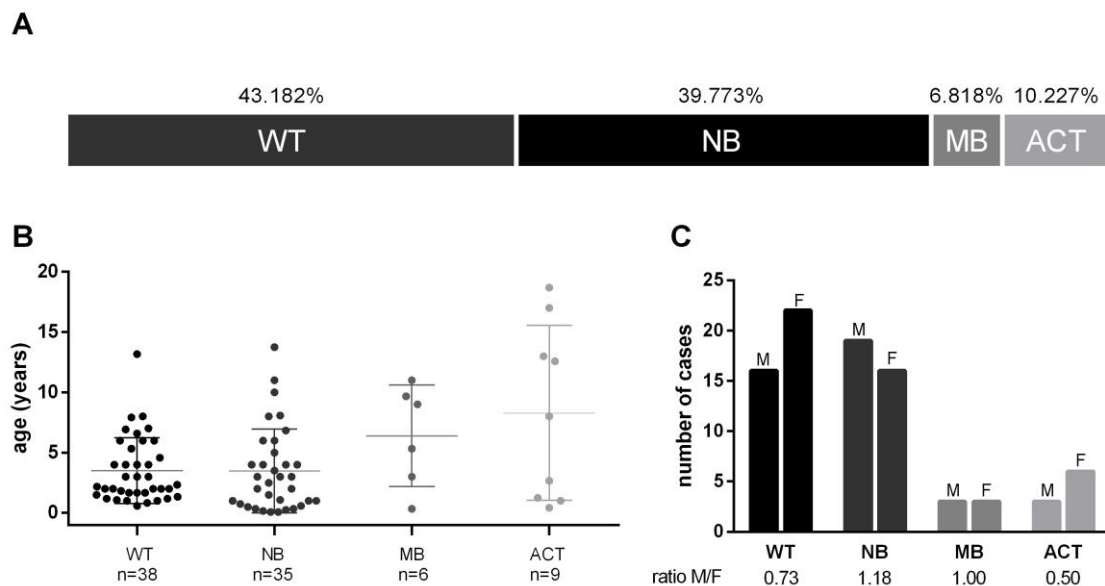 A
43.182% 39.773% 6.818% 10.227%
WT NB MB ACT
B
age (years)
20
15
10
5
0
WT NB MB ACT
n=38 n=35 n=6 n=9
C
number of cases
25
20
15
10
5
0
M F M F M F M F
WT NB MB ACT
ratio M/F 0.73 1.18 1.00 0.50